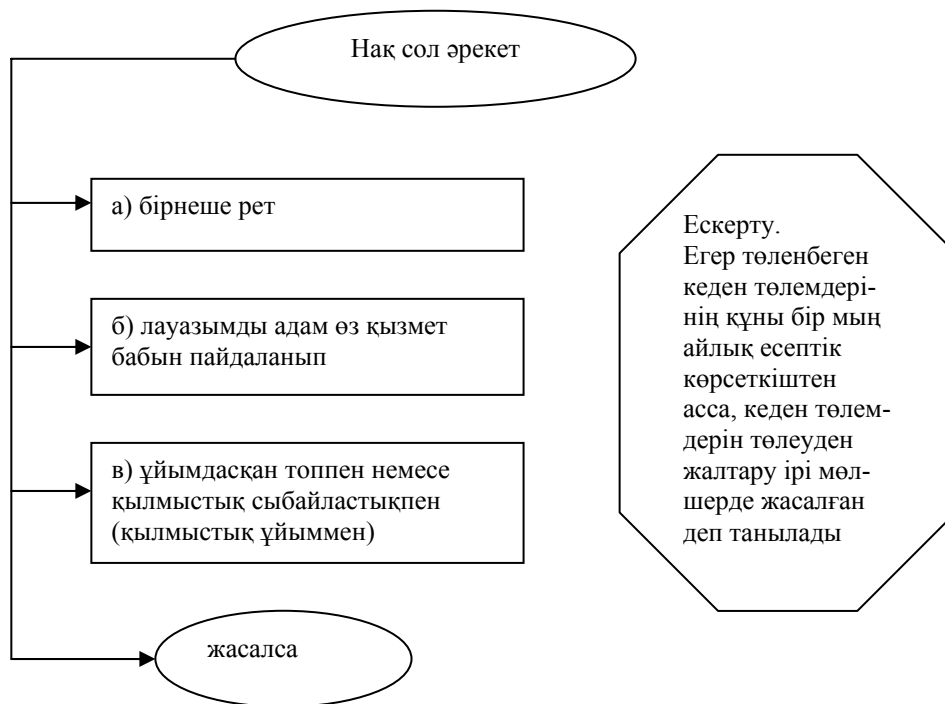 Нақ сол әрекет
а) бірнеше рет
б) лауазымды адам өз қызмет
бабын пайдаланып
в) ұйымдасқан топпен немесе
қылмыстық сыбайластықпен
(қылмыстық ұйыммен)
жасалса
Ескерту.
Егер төленбеген
кеден төлемдері-
нің құны бір мың
айлық есептік
көрсеткіштен
асса, кеден төлем-
дерін төлеуден
жалтару ірі мөл-
шерде жасалған
деп танылады